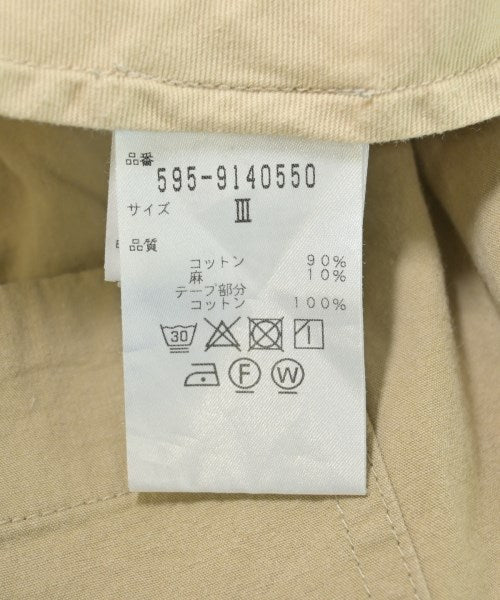 品番
595-9140550
サイズ III
品質
コットン 90%
麻 10%
テープ部分
コットン 100%
30
F W